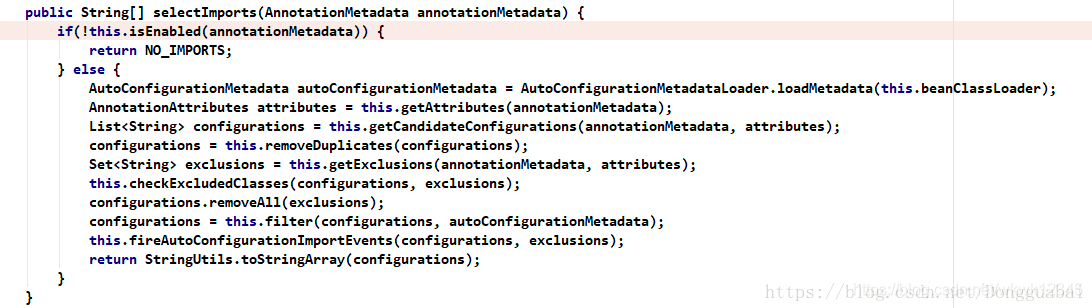 public String[] selectImports(AnnotationMetadata annotationMetadata) {
if(!this.isEnabled(annotationMetadata)) {
return NO_IMPORTS;
} else {
AutoConfigurationMetadata autoConfigurationMetadata = AutoConfigurationMetadataLoader.loadMetadata(this.beanClassLoader);
AnnotationAttributes attributes = this.getAttributes(annotationMetadata);
List<String> configurations = this.getCandidateConfigurations(annotationMetadata, attributes);
configurations = this.removeDuplicates(configurations);
Set<String> exclusions = this.getExclusions(annotationMetadata, attributes);
this.checkExcludedClasses(configurations, exclusions);
configurations.removeAll(exclusions);
configurations = this.filter(configurations, autoConfigurationMetadata);
this.fireAutoConfigurationImportEvents(configurations, exclusions);
return StringUtils.toStringArray(configurations);
}
}
https://blog.csdn.net/Dongguabai